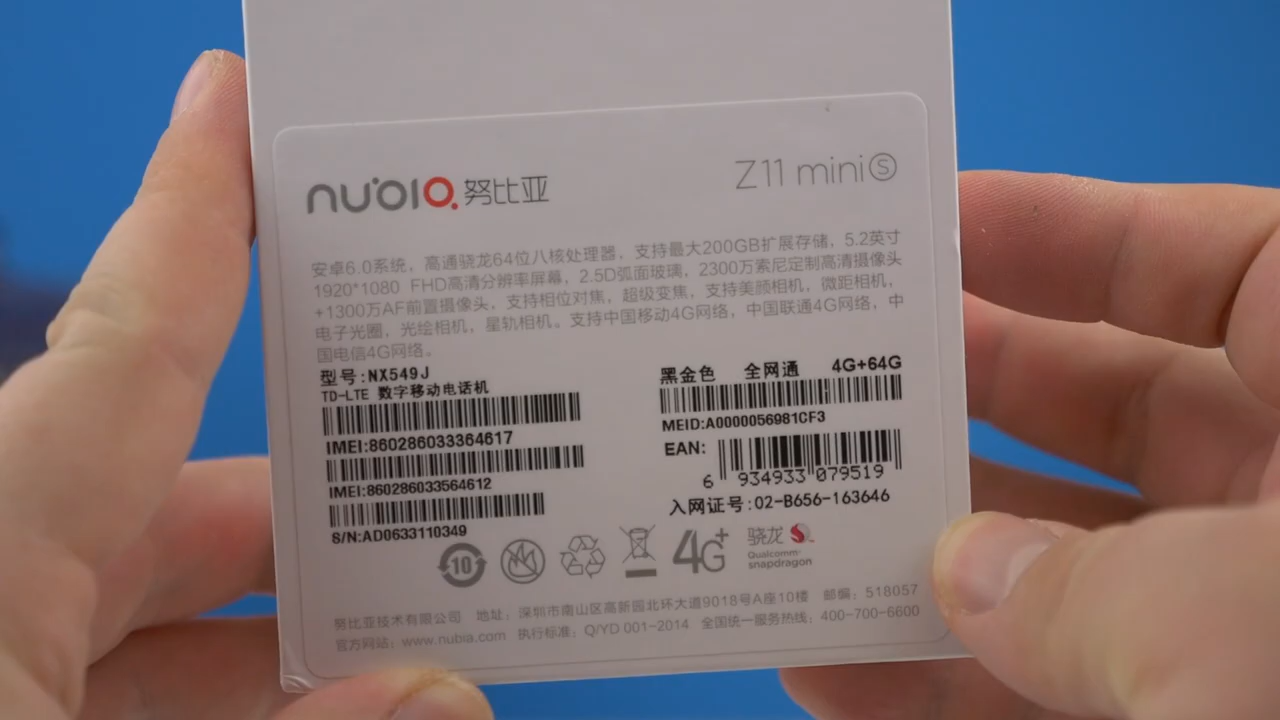 nubia 努比亚
Z11 mini S
安卓6.0系统，高通骁龙64位八核处理器，支持最大200GB扩展存储，5.2英寸
1920*1080 FHD高清分辨率屏幕，2.5D弧面玻璃，2300万索尼定制高清摄像头
+1300万AF前置摄像头，支持相位对焦，超级变焦，支持美颜相机，微距相机，
电子光圈，光绘相机，星轨相机。支持中国移动4G网络，中国联通4G网络，中
国电信4G网络。
型号:NX549J
TD-LTE 数字移动电话机
IMEI:860286033364617
IMEI:860286033564612
S/N:AD0633110349
黑金色 全网通 4G+64G
MEID:A0000056981CF3
EAN:
6 934933 079519
入网证号:02-B656-163646
10
4G+
骁龙
Qualcomm
snapdragon
努比亚技术有限公司 地址：深圳市南山区高新园北环大道9018号A座10楼 邮编：518057
官方网站：www.nubia.com 执行标准：Q/YD 001-2014 全国统一服务热线：400-700-6600